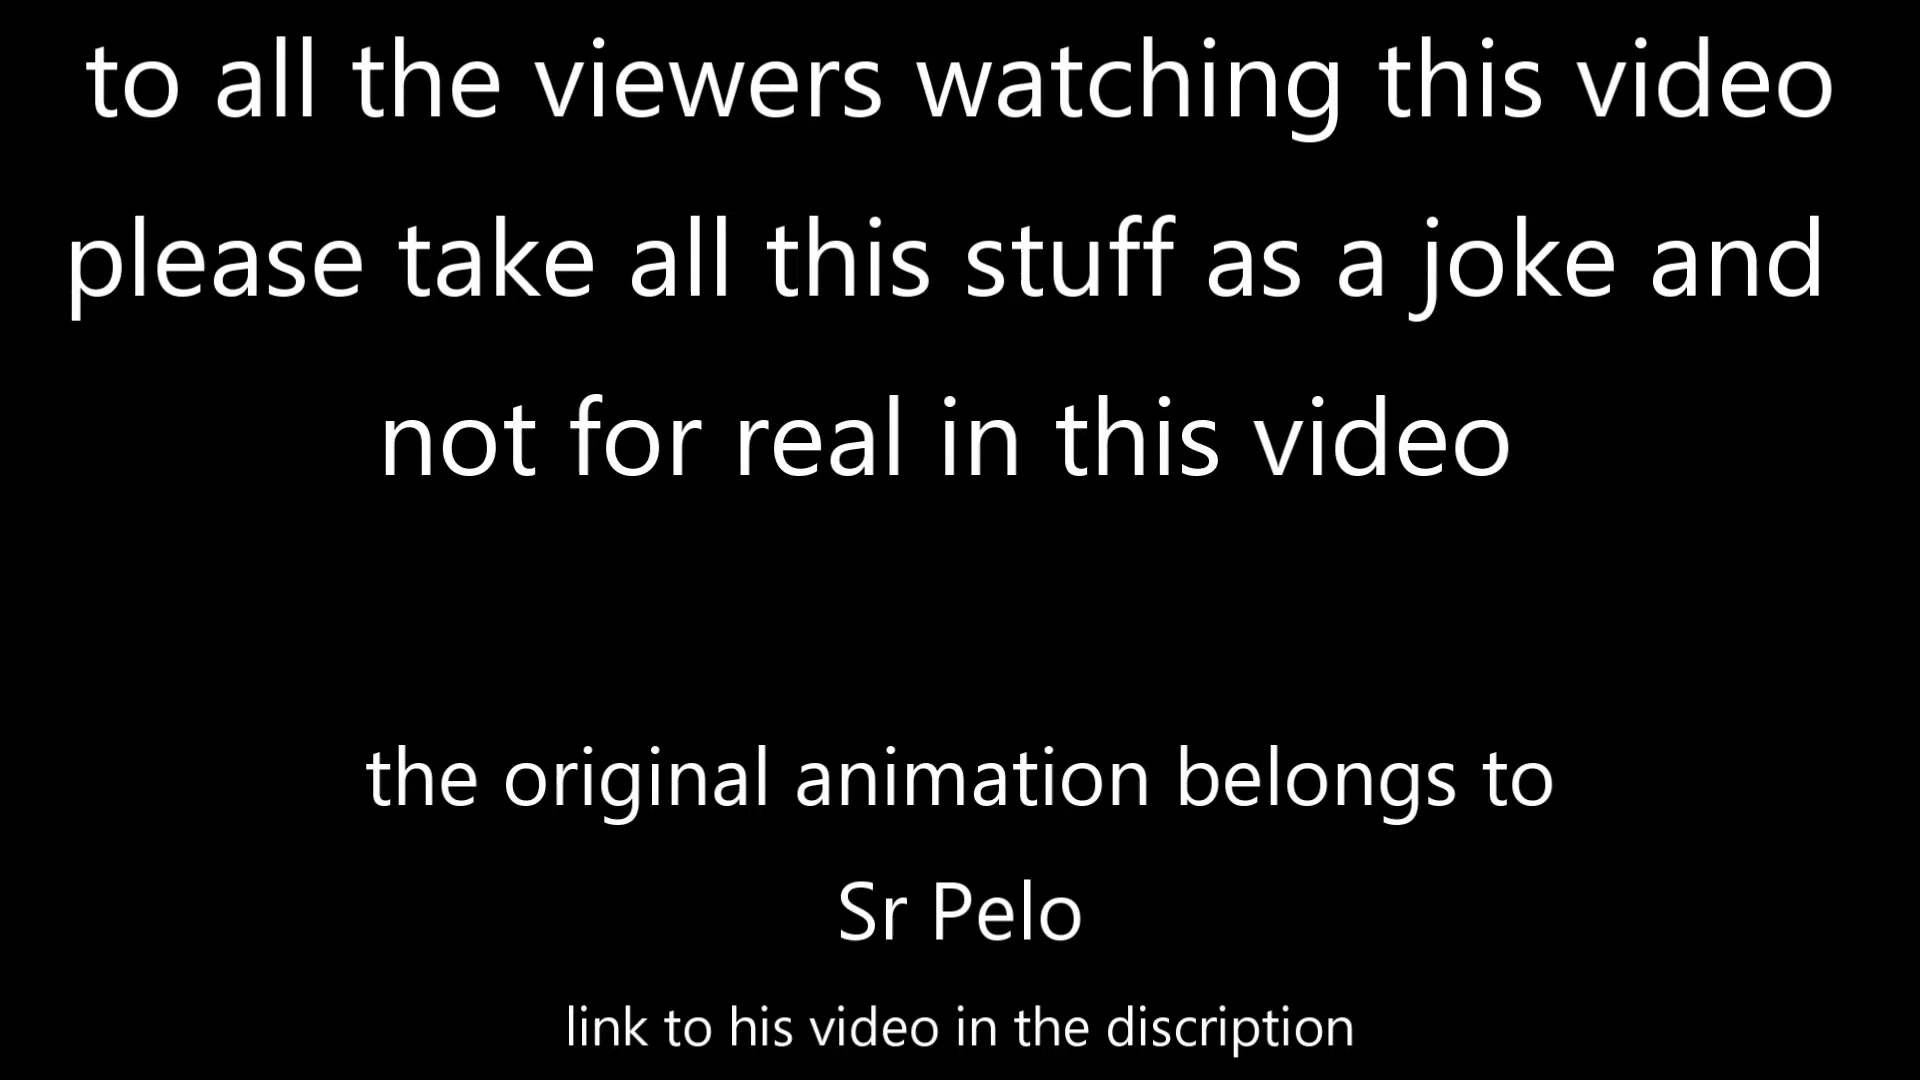 to all the viewers watching this video
please take all this stuff as a joke and
not for real in this video
the original animation belongs to
Sr Pelo
link to his video in the discription